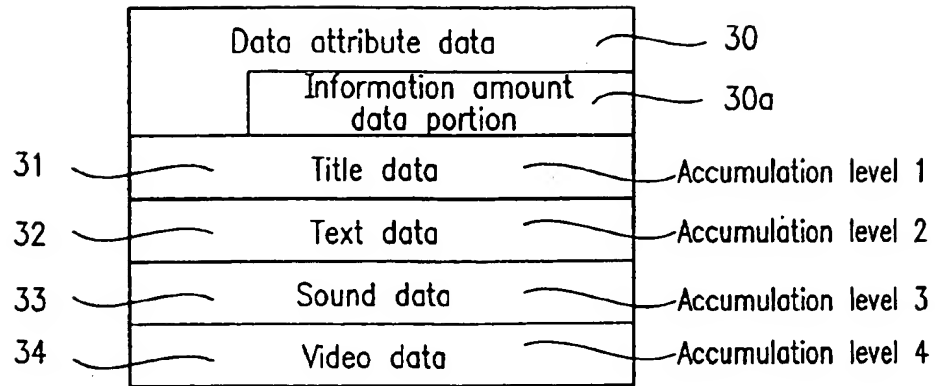 Data attribute data 30
Information amount
data portion 30a
31 Title data Accumulation level 1
32 Text data Accumulation level 2
33 Sound data Accumulation level 3
34 Video data Accumulation level 4